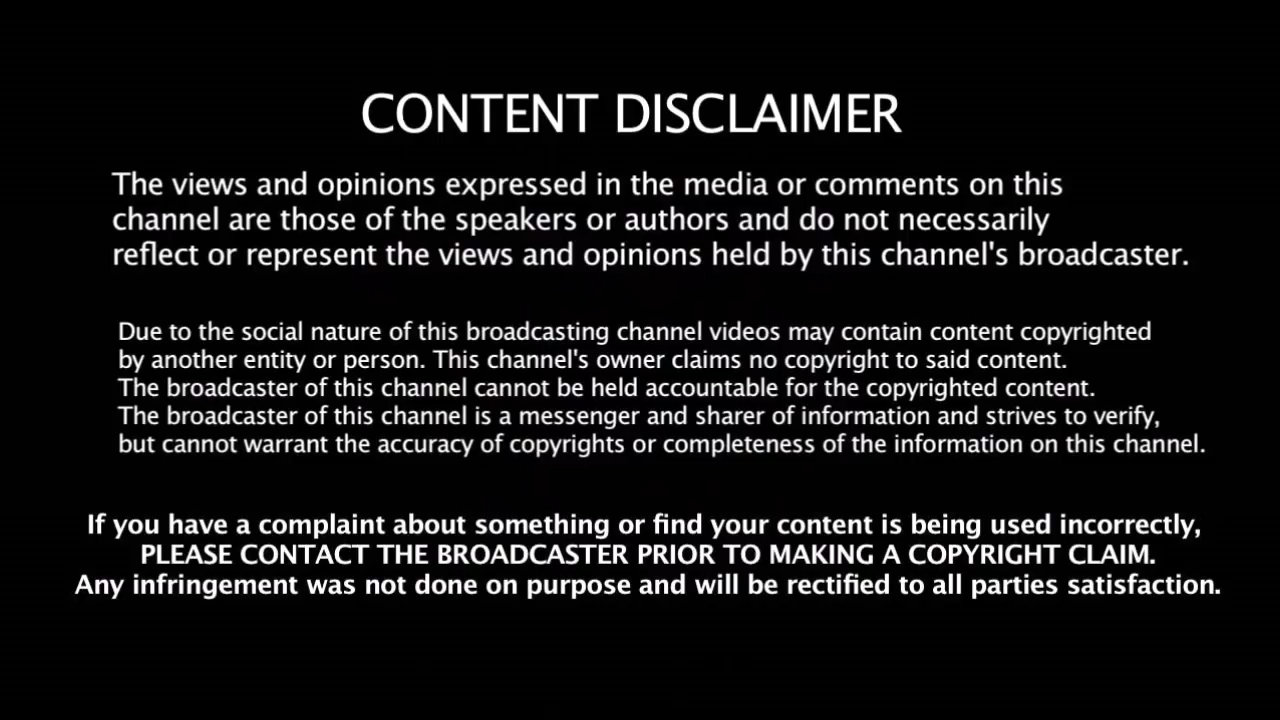 CONTENT DISCLAIMER
The views and opinions expressed in the media or comments on this
channel are those of the speakers or authors and do not necessarily
reflect or represent the views and opinions held by this channel's broadcaster.
Due to the social nature of this broadcasting channel videos may contain content copyrighted
by another entity or person. This channel's owner claims no copyright to said content.
The broadcaster of this channel cannot be held accountable for the copyrighted content.
The broadcaster of this channel is a messenger and sharer of information and strives to verify,
but cannot warrant the accuracy of copyrights or completeness of the information on this channel.
If you have a complaint about something or find your content is being used incorrectly,
PLEASE CONTACT THE BROADCASTER PRIOR TO MAKING A COPYRIGHT CLAIM.
Any infringement was not done on purpose and will be rectified to all parties satisfaction.